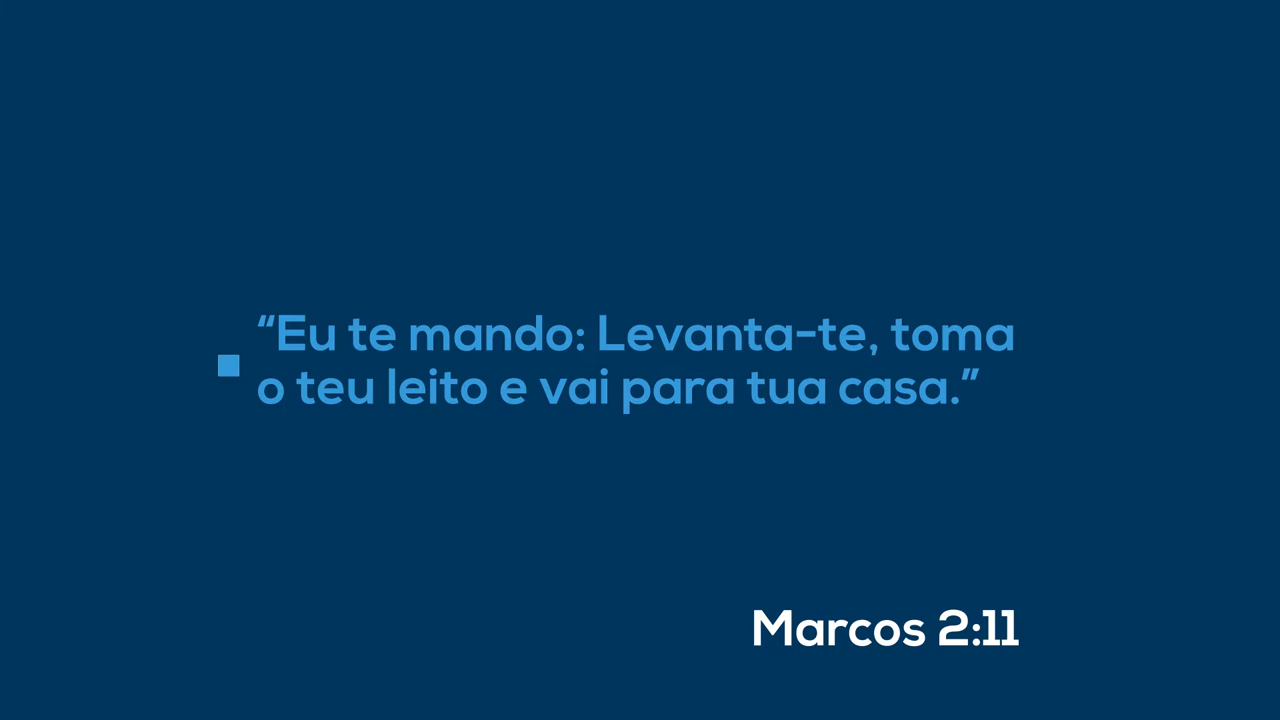 “Eu te mando: Levanta-te, toma
o teu leito e vai para tua casa.”
Marcos 2:11